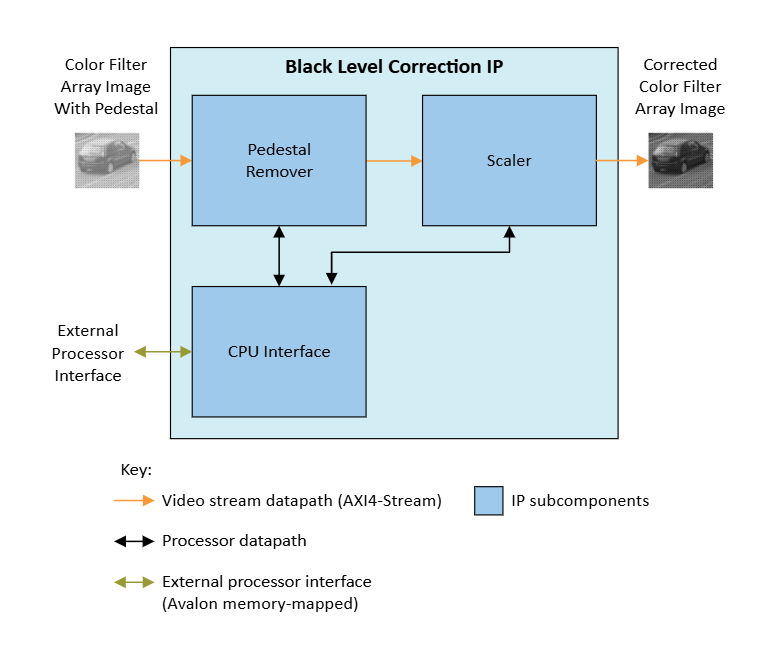 Black Level Correction IP
Color Filter
Array Image
With Pedestal
Pedestal
Remover
Scaler
Corrected
Color Filter
Array Image
External
Processor
Interface
CPU Interface
Key:
Video stream datapath (AXI4-Stream)
IP subcomponents
Processor datapath
External processor interface
(Avalon memory-mapped)